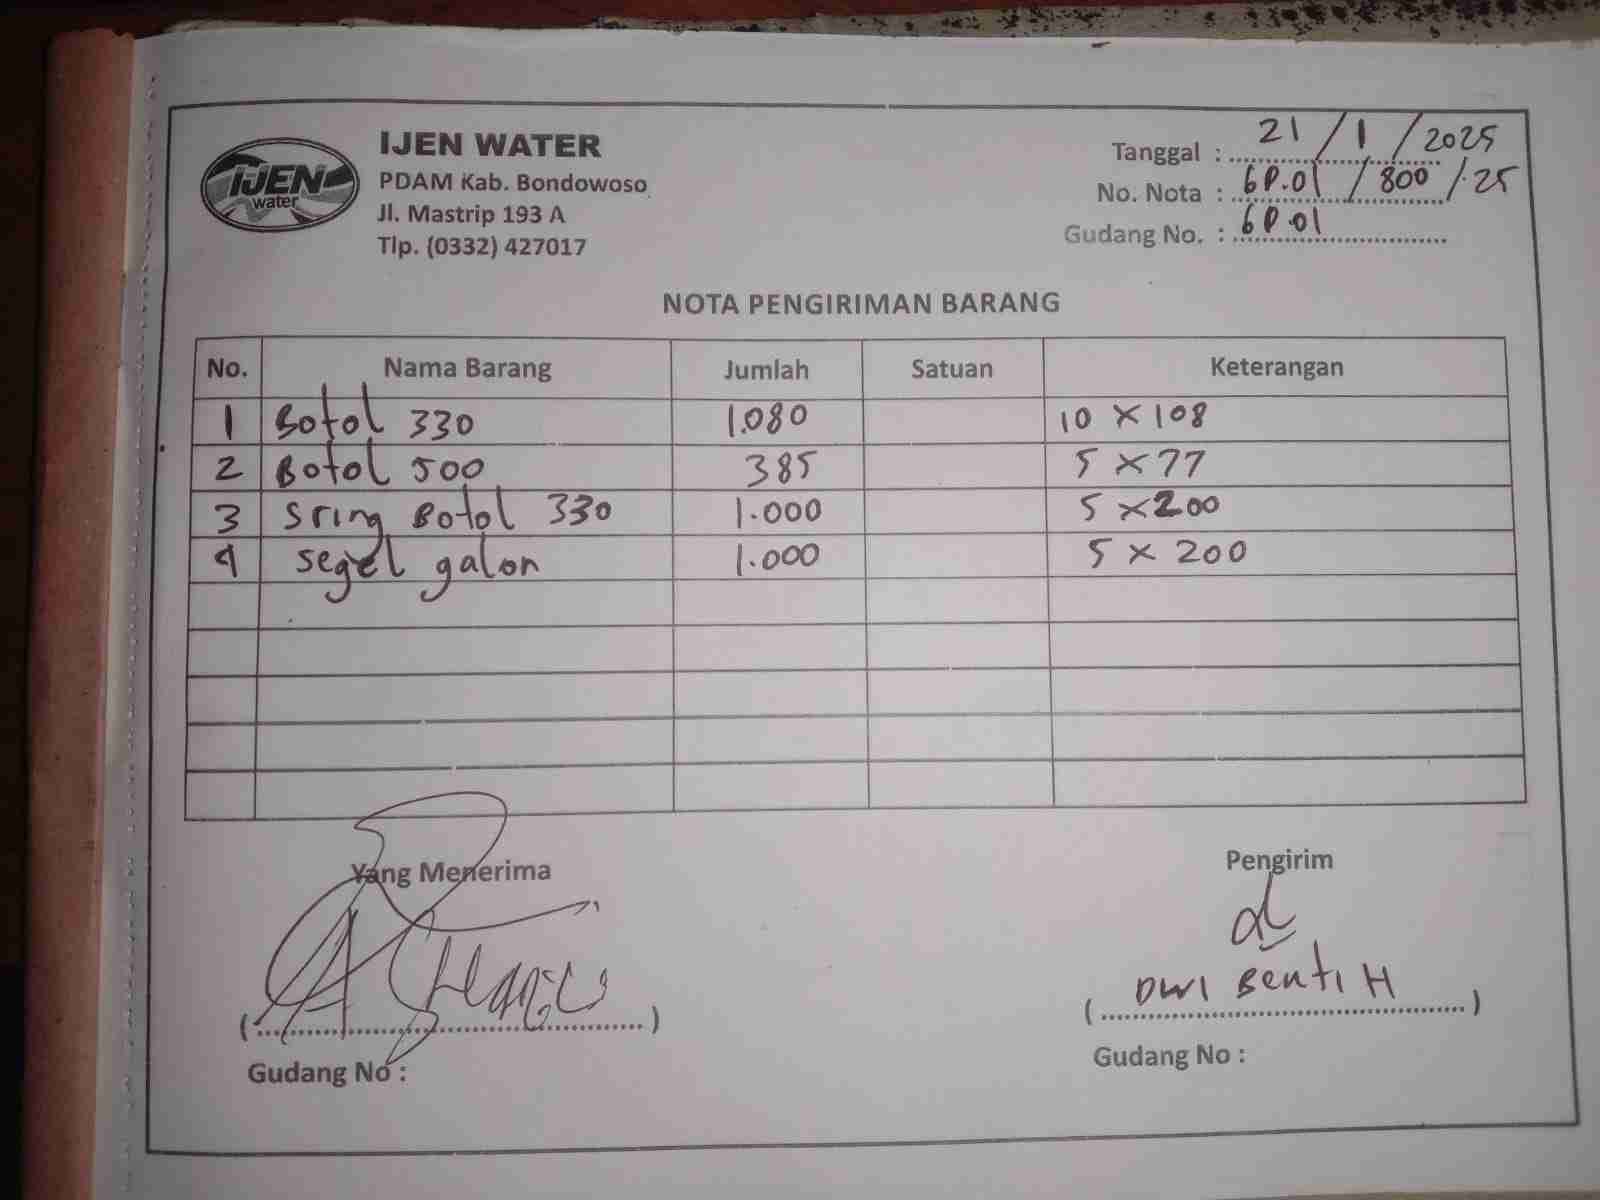 IJEN
water
IJEN WATER
PDAM Kab. Bondowoso
Jl. Mastrip 193 A
Tlp. (0332) 427017
Tanggal : 21 / 1 / 2025
No. Nota : 6P.01 / 800 / .25
Gudang No. : 6P.01
NOTA PENGIRIMAN BARANG
No. Nama Barang Jumlah Satuan Keterangan
1 Botol 330 1.080 10 x 108
2 Botol 500 385 5 x 77
3 Sring Botol 330 1.000 5 x 200
4 Segel galon 1.000 5 x 200
Yang Menerima
Gudang No :
Pengirim
( Dwi Benti H )
Gudang No :